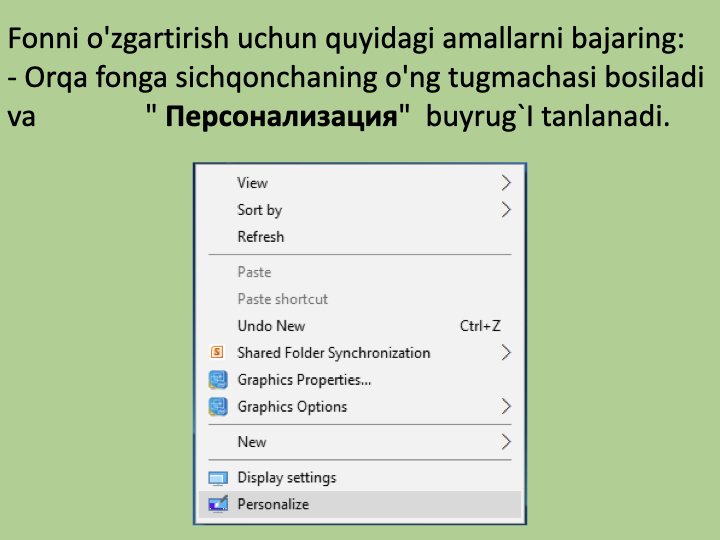 Fonni o'zgartirish uchun quyidagi amallarni bajaring:
- Orqa fonga sichqonchaning o'ng tugmachasi bosiladi
va " Персонализация" buyrug`I tanlanadi.
View
Sort by
Refresh
Paste
Paste shortcut
Undo New Ctrl+Z
S Shared Folder Synchronization
Graphics Properties...
Graphics Options
New
Display settings
Personalize